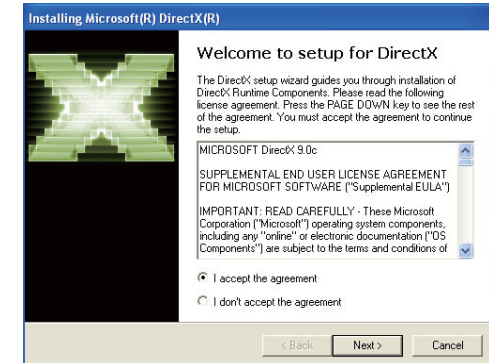 Installing Microsoft(R) DirectX(R)
Welcome to setup for DirectX
The DirectX setup wizard guides you through installation of
DirectX Runtime Components. Please read the following
license agreement. Press the PAGE DOWN key to see the rest
of the agreement. You must accept the agreement to continue
the setup.
MICROSOFT DirectX 9.0c
SUPPLEMENTAL END USER LICENSE AGREEMENT
FOR MICROSOFT SOFTWARE ("Supplemental EULA")
IMPORTANT: READ CAREFULLY - These Microsoft
Corporation ("Microsoft") operating system components,
including any "online" or electronic documentation ("OS
Components") are subject to the terms and conditions of
I accept the agreement
I don't accept the agreement
< Back
Next >
Cancel